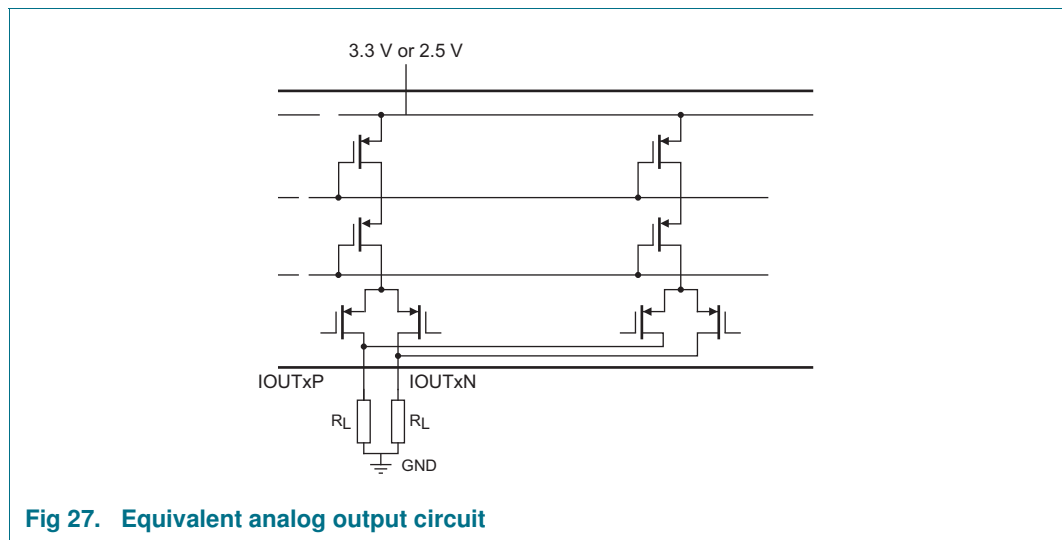 3.3 V or 2.5 V
IOUTxP
IOUTxN
RL
RL
GND
Fig 27. Equivalent analog output circuit